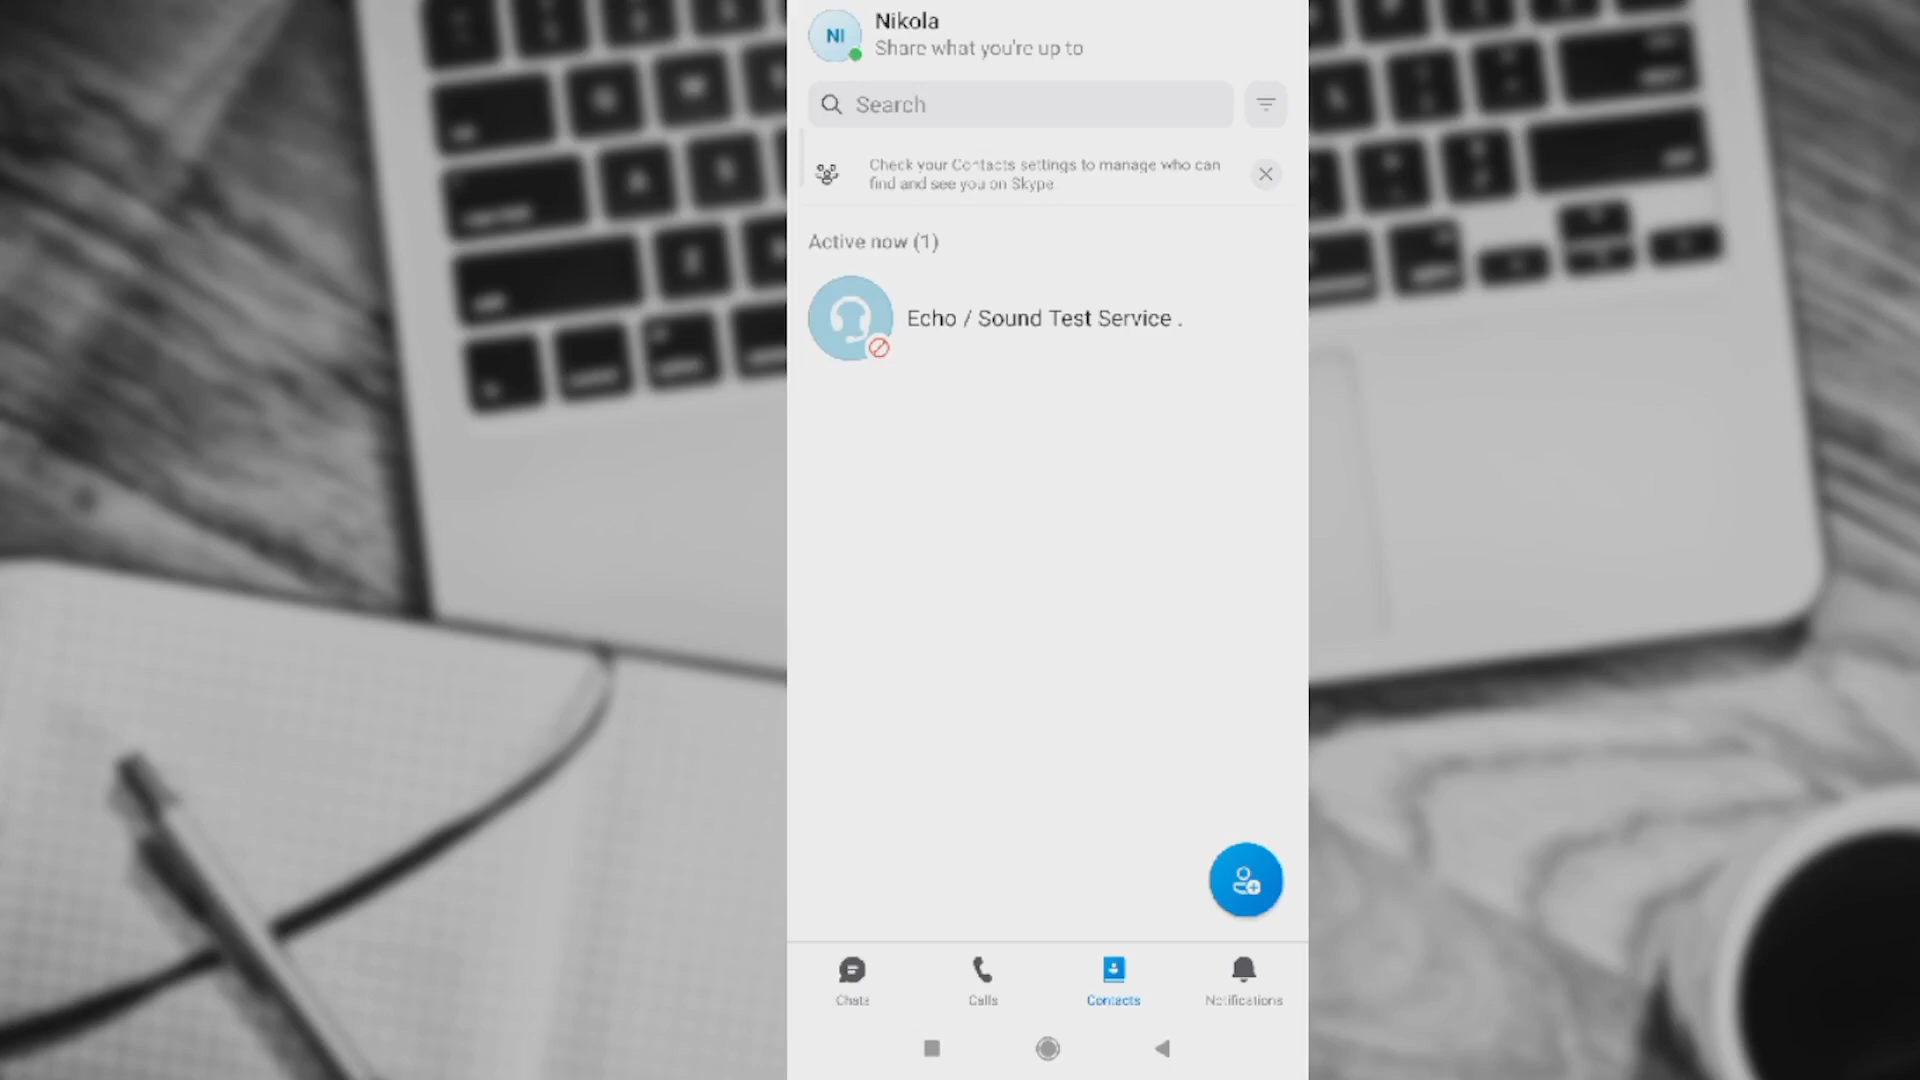 NI
Nikola
Share what you're up to
Search
Check your Contacts settings to manage who can
find and see you on Skype.
Active now (1)
Echo / Sound Test Service .
Chats
Calls
Contacts
Notifications